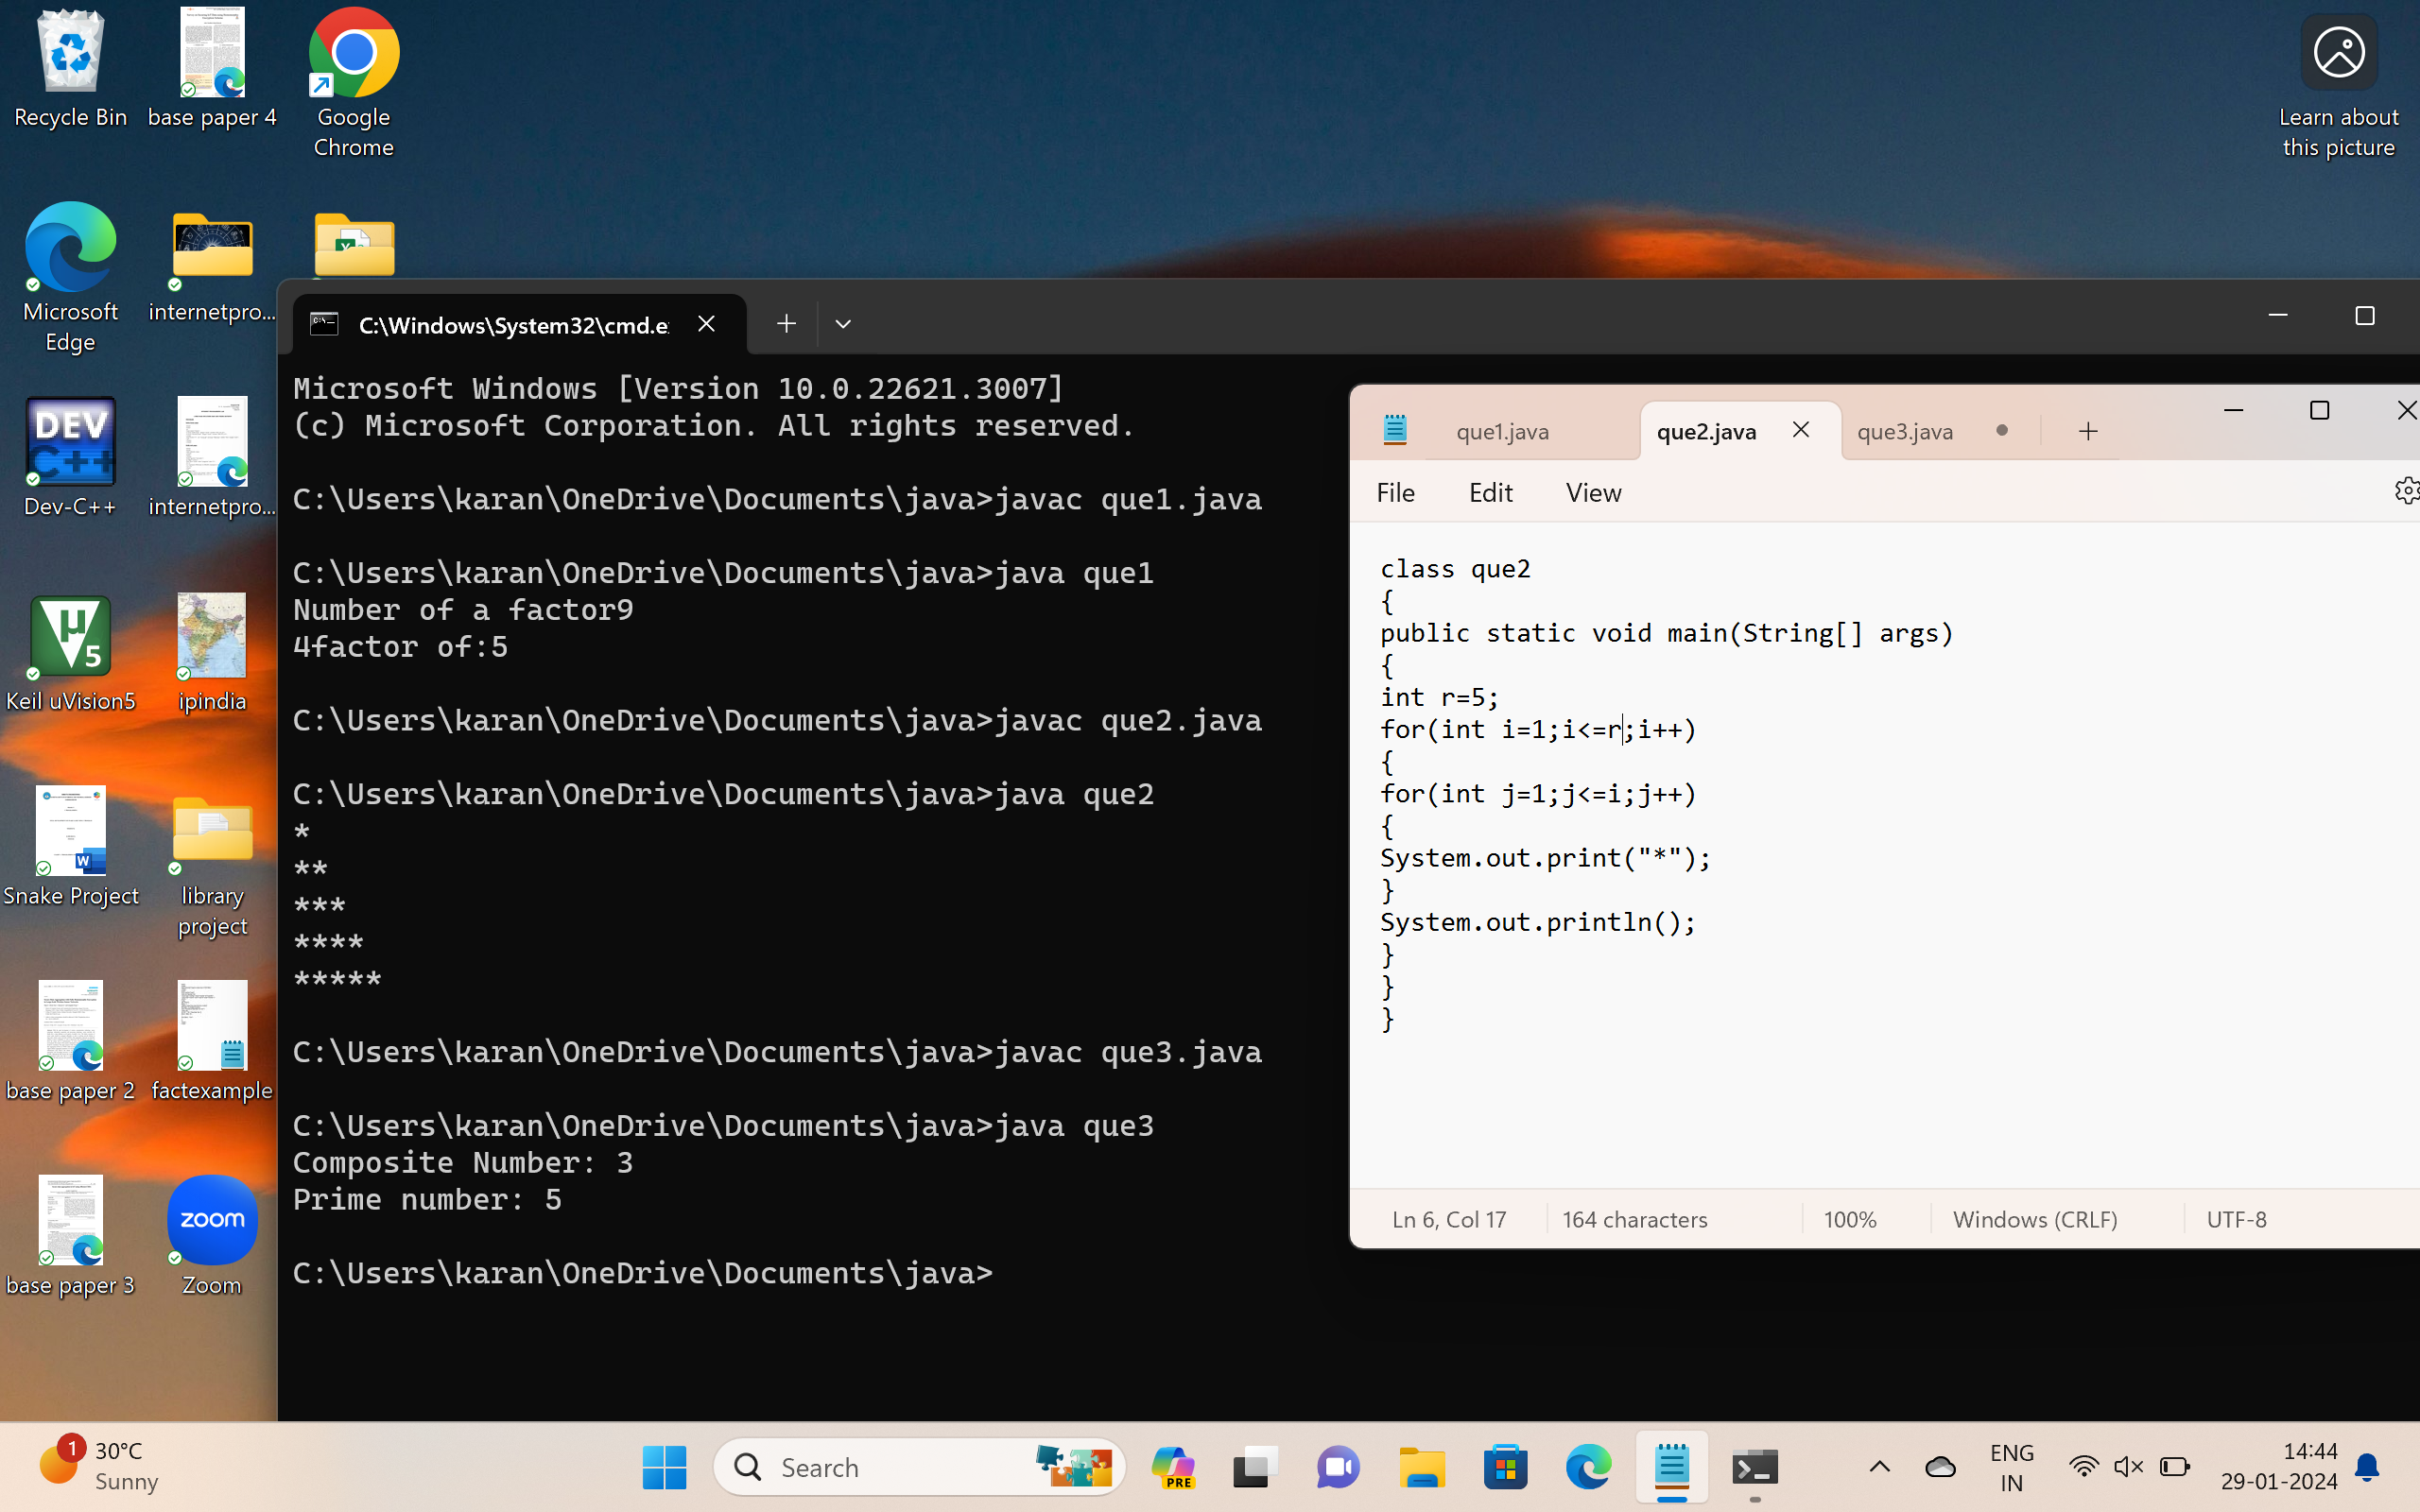 Recycle Bin
base paper 4
Google
Chrome
Learn about
this picture
Microsoft
Edge
internetpro...
DEV
C++
Dev-C++
internetpro...
µ
V5
Keil uVision5
ipindia
Snake Project
library
project
base paper 2
factexample
base paper 3
zoom
Zoom
C:\Windows\System32\cmd.e
Microsoft Windows [Version 10.0.22621.3007]
(c) Microsoft Corporation. All rights reserved.
C:\Users\karan\OneDrive\Documents\java>javac que1.java
C:\Users\karan\OneDrive\Documents\java>java que1
Number of a factor9
4factor of:5
C:\Users\karan\OneDrive\Documents\java>javac que2.java
C:\Users\karan\OneDrive\Documents\java>java que2
*
**
***
****
*****
C:\Users\karan\OneDrive\Documents\java>javac que3.java
C:\Users\karan\OneDrive\Documents\java>java que3
Composite Number: 3
Prime number: 5
C:\Users\karan\OneDrive\Documents\java>
que1.java
que2.java
que3.java
File Edit View
class que2
{
public static void main(String[] args)
{
int r=5;
for(int i=1;i<=r;i++)
{
for(int j=1;j<=i;j++)
{
System.out.print("*");
}
System.out.println();
}
}
}
Ln 6, Col 17
164 characters
100%
Windows (CRLF)
UTF-8
1
30°C
Sunny
Search
PRE
ENG
IN
14:44
29-01-2024